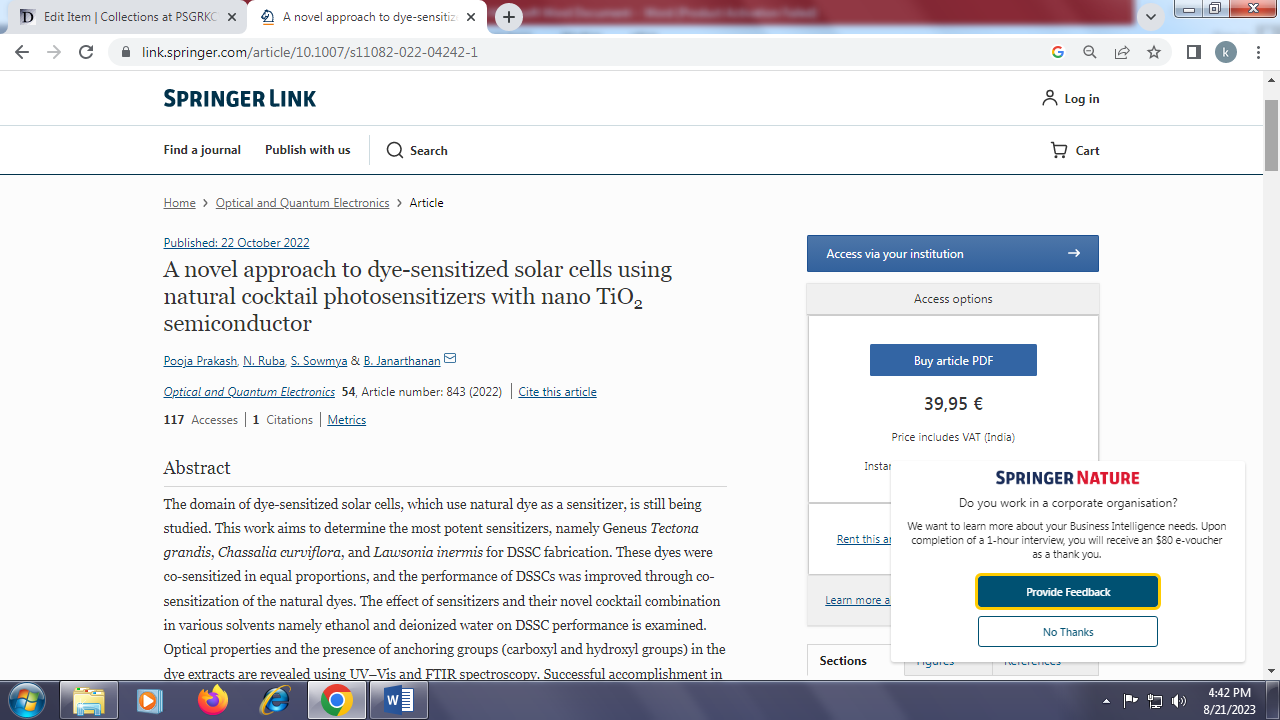 Edit Item | Collections at PSGRKC
A novel approach to dye-sensitize
link.springer.com/article/10.1007/s11082-022-04242-1
k
SPRINGER LINK
Log in
Find a journal
Publish with us
Search
Cart
Home > Optical and Quantum Electronics > Article
Published: 22 October 2022
A novel approach to dye-sensitized solar cells using
natural cocktail photosensitizers with nano TiO₂
semiconductor
Pooja Prakash, N. Ruba, S. Sowmya & B. Janarthanan
Optical and Quantum Electronics 54, Article number: 843 (2022) | Cite this article
117 Accesses | 1 Citations | Metrics
Abstract
The domain of dye-sensitized solar cells, which use natural dye as a sensitizer, is still being
studied. This work aims to determine the most potent sensitizers, namely Geneus Tectona
grandis, Chassalia curviflora, and Lawsonia inermis for DSSC fabrication. These dyes were
co-sensitized in equal proportions, and the performance of DSSCs was improved through co-
sensitization of the natural dyes. The effect of sensitizers and their novel cocktail combination
in various solvents namely ethanol and deionized water on DSSC performance is examined.
Optical properties and the presence of anchoring groups (carboxyl and hydroxyl groups) in the
dye extracts are revealed using UV–Vis and FTIR spectroscopy. Successful accomplishment in
Access via your institution →
Access options
Buy article PDF
39,95 €
Price includes VAT (India)
Instan
Rent this ar
Learn more a
Sections
Figures
References
SPRINGER NATURE
Do you work in a corporate organisation?
We want to learn more about your Business Intelligence needs. Upon
completion of a 1-hour interview, you will receive an $80 e-voucher
as a thank you.
Provide Feedback
No Thanks
4:42 PM
8/21/2023